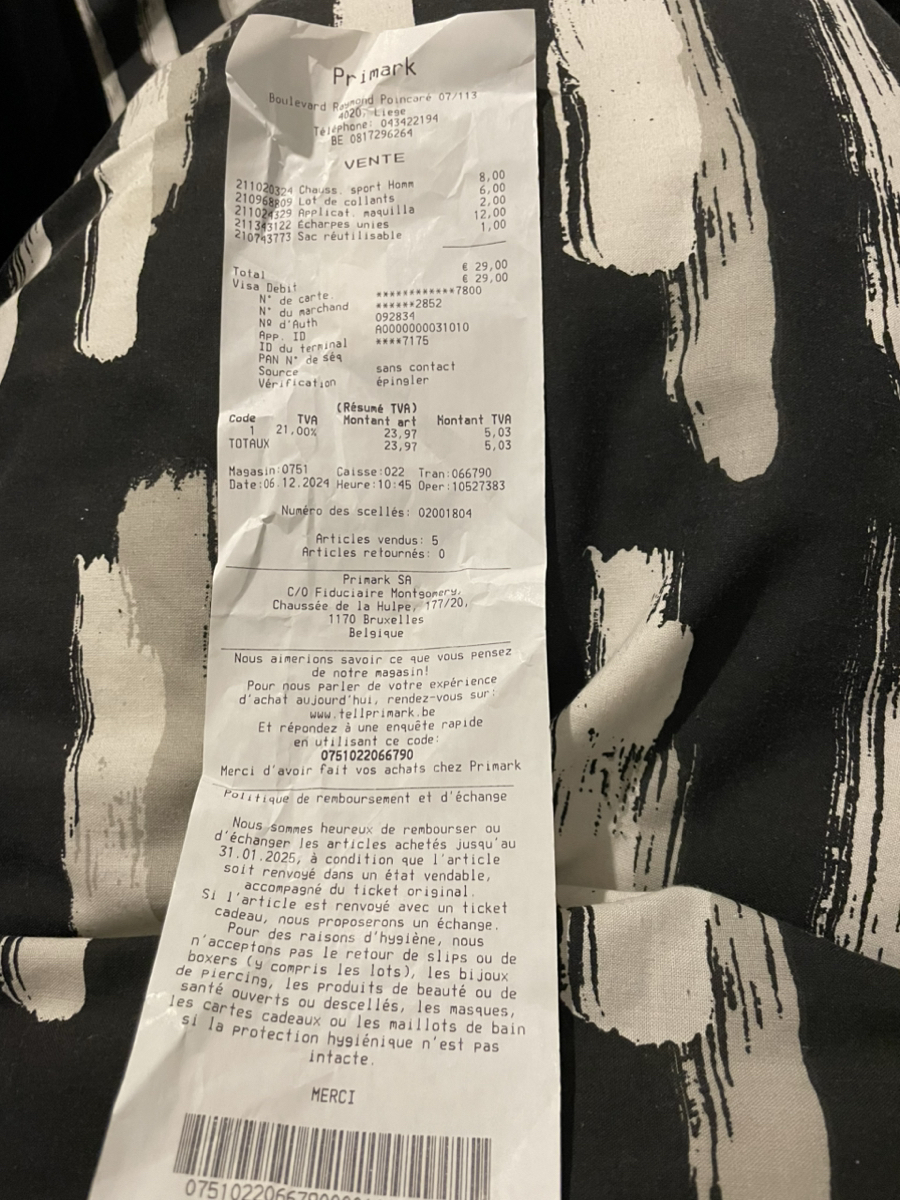 Primark
Boulevard Raymond Poincaré 07/113
4020, Liege
Téléphone: 043422194
BE 0817296264
VENTE
211020324 Chauss. sport Homm 8,00
210968809 Lot de collants 6,00
211024329 Applicat. maquilla 2,00
211343122 Echarpes unies 12,00
210743773 Sac réutilisable 1,00
Total € 29,00
Visa Debit € 29,00
N° de carte. ************7800
N° du marchand ******2852
Nº d'Auth 092834
App. ID A0000000031010
ID du terminal ****7175
PAN N° de séq
Source sans contact
Vérification épingler
(Résumé TVA)
Code TVA Montant art Montant TVA
1 21,00% 23,97 5,03
TOTAUX 23,97 5,03
Magasin:0751 Caisse:022 Tran:066790
Date:06.12.2024 Heure:10:45 Oper:10527383
Numéro des scellés: 02001804
Articles vendus: 5
Articles retournés: 0
Primark SA
C/O Fiduciaire Montgomery,
Chaussée de la Hulpe, 177/20,
1170 Bruxelles
Belgique
Nous aimerions savoir ce que vous pensez
de notre magasin!
Pour nous parler de votre expérience
d'achat aujourd'hui, rendez-vous sur:
www.tellprimark.be
Et répondez à une enquête rapide
en utilisant ce code:
0751022066790
Merci d'avoir fait vos achats chez Primark
Politique de remboursement et d'échange
Nous sommes heureux de rembourser ou
d'échanger les articles achetés jusqu'au
31.01.2025, à condition que l'article
soit renvoyé dans un état vendable,
accompagné du ticket original.
Si l'article est renvoyé avec un ticket
cadeau, nous proposerons un échange.
Pour des raisons d'hygiène, nous
n'acceptons pas le retour de slips ou de
boxers (y compris les lots), les bijoux
de piercing, les produits de beauté ou de
santé ouverts ou descellés, les masques,
les cartes cadeaux ou les maillots de bain
si la protection hygiénique n'est pas
intacte.
MERCI